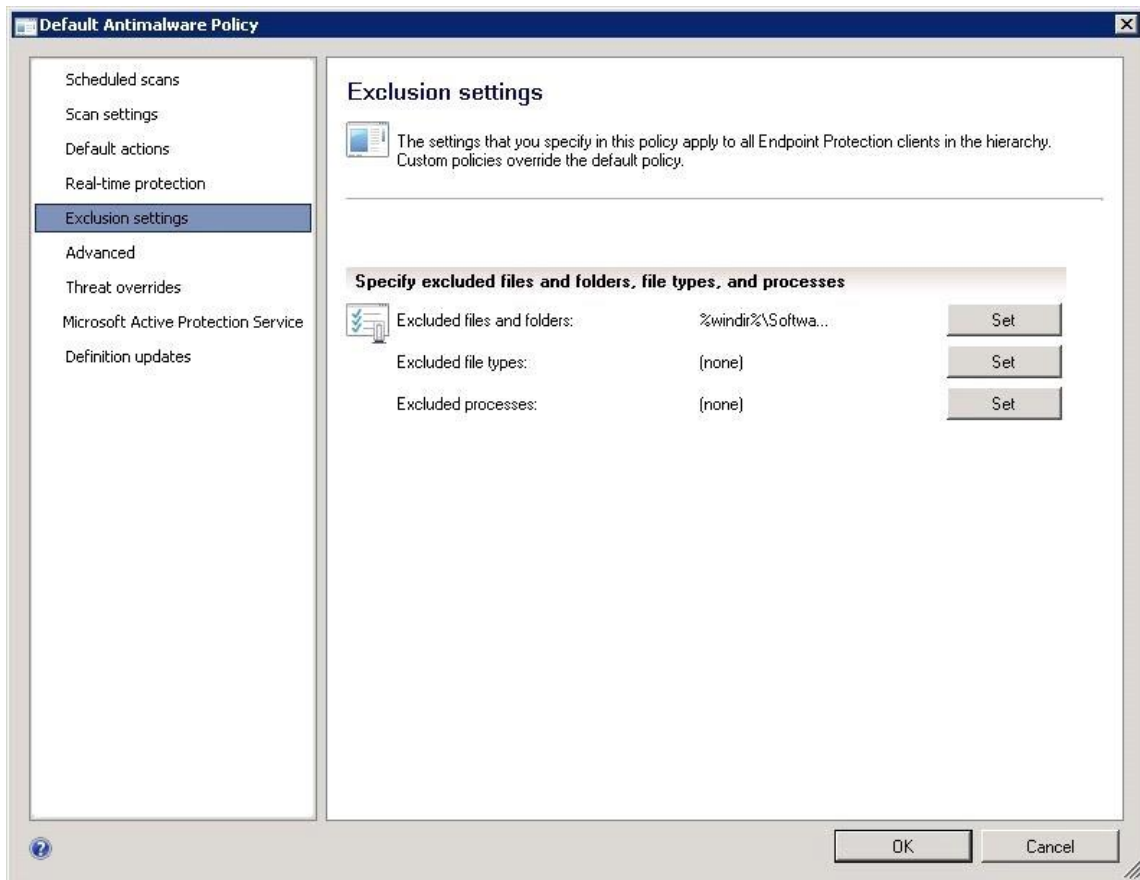 Default Antimalware Policy
Scheduled scans
Scan settings
Default actions
Real-time protection
Exclusion settings
Advanced
Threat overrides
Microsoft Active Protection Service
Definition updates
Exclusion settings
The settings that you specify in this policy apply to all Endpoint Protection clients in the hierarchy.
Custom policies override the default policy.
Specify excluded files and folders, file types, and processes
Excluded files and folders: %windir%\Softwa... Set
Excluded file types: (none) Set
Excluded processes: (none) Set
OK Cancel